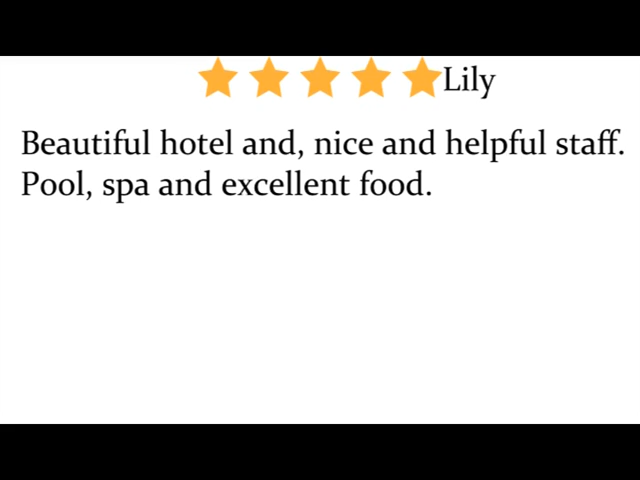 Lily
Beautiful hotel and, nice and helpful staff.
Pool, spa and excellent food.